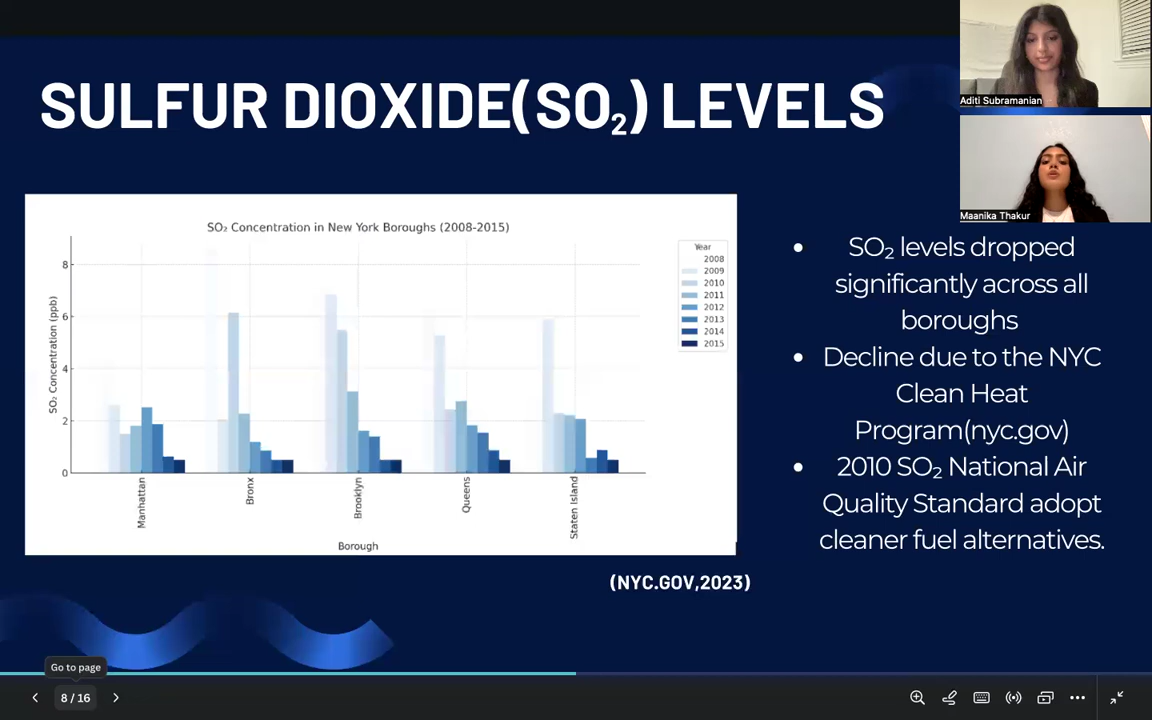 SULFUR DIOXIDE(SO₂) LEVELS
Aditi Subramanian
Maanika Thakur
SO₂ Concentration in New York Boroughs (2008-2015)
SO₂ Concentration (ppb)
8
6
4
2
0
Year
2008
2009
2010
2011
2012
2013
2014
2015
Manhattan
Bronx
Brooklyn
Queens
Staten Island
Borough
(NYC.GOV,2023)
• SO₂ levels dropped
significantly across all
boroughs
• Decline due to the NYC
Clean Heat
Program(nyc.gov)
• 2010 SO₂ National Air
Quality Standard adopt
cleaner fuel alternatives.
Go to page
8 / 16